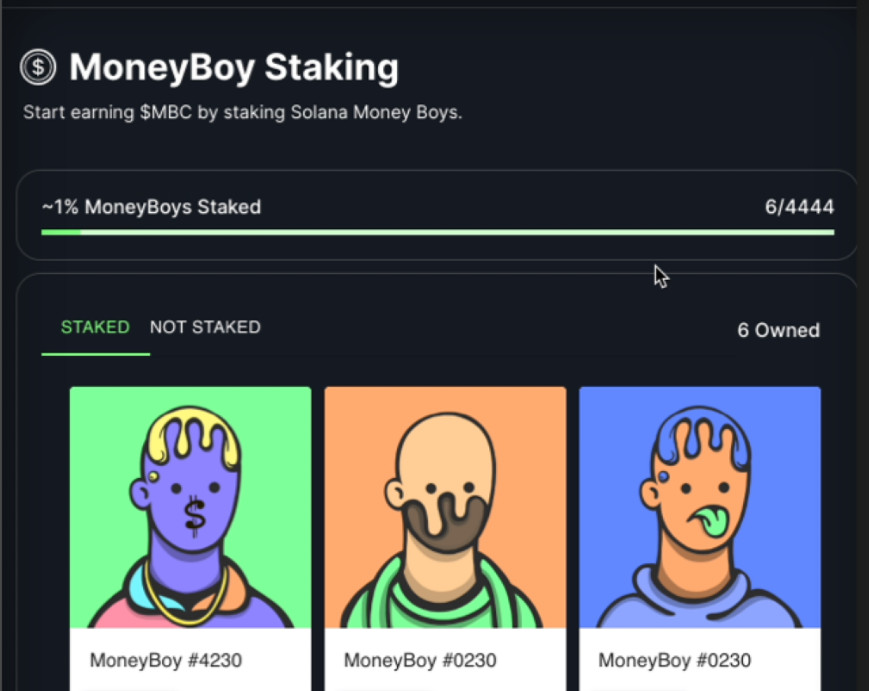 MoneyBoy Staking
Start earning $MBC by staking Solana Money Boys.
~1% MoneyBoys Staked 6/4444
STAKED NOT STAKED 6 Owned
$
MoneyBoy #4230 MoneyBoy #0230 MoneyBoy #0230